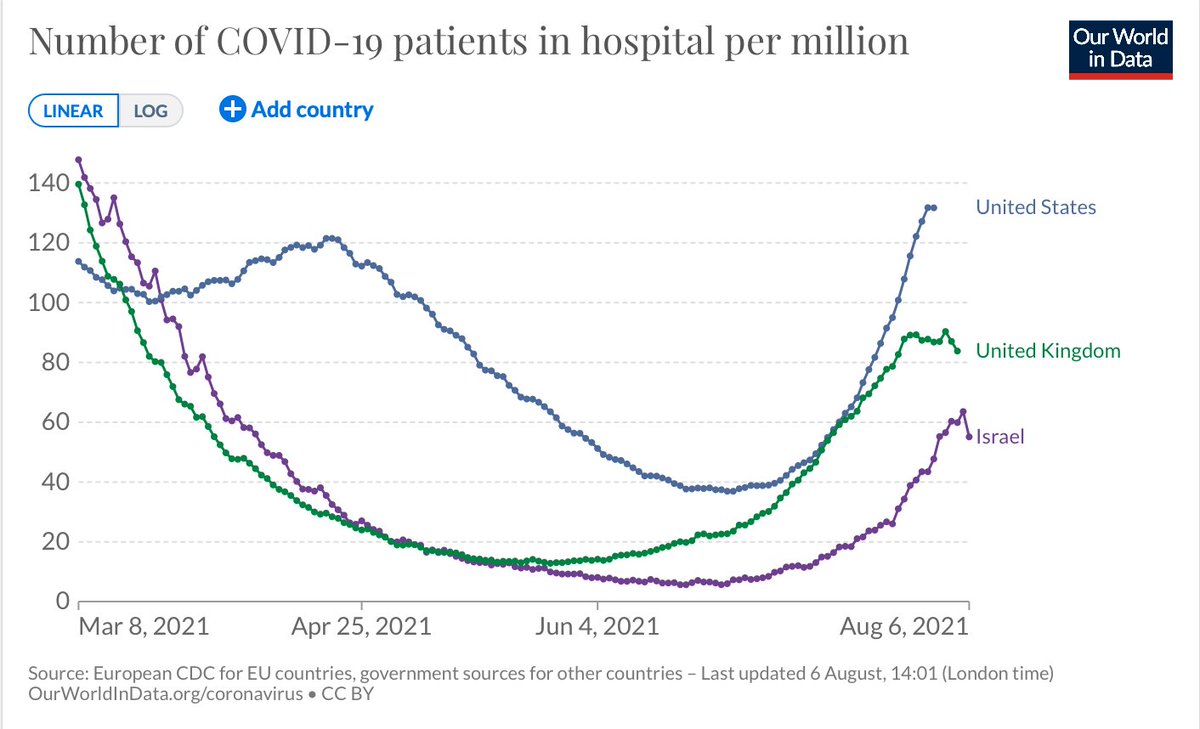 Number of COVID-19 patients in hospital per million
Our World
in Data
LINEAR
LOG
Add country
140
120
100
80
60
40
20
0
United States
United Kingdom
Israel
Mar 8, 2021
Apr 25, 2021
Jun 4, 2021
Aug 6, 2021
Source: European CDC for EU countries, government sources for other countries – Last updated 6 August, 14:01 (London time)
OurWorldInData.org/coronavirus • CC BY